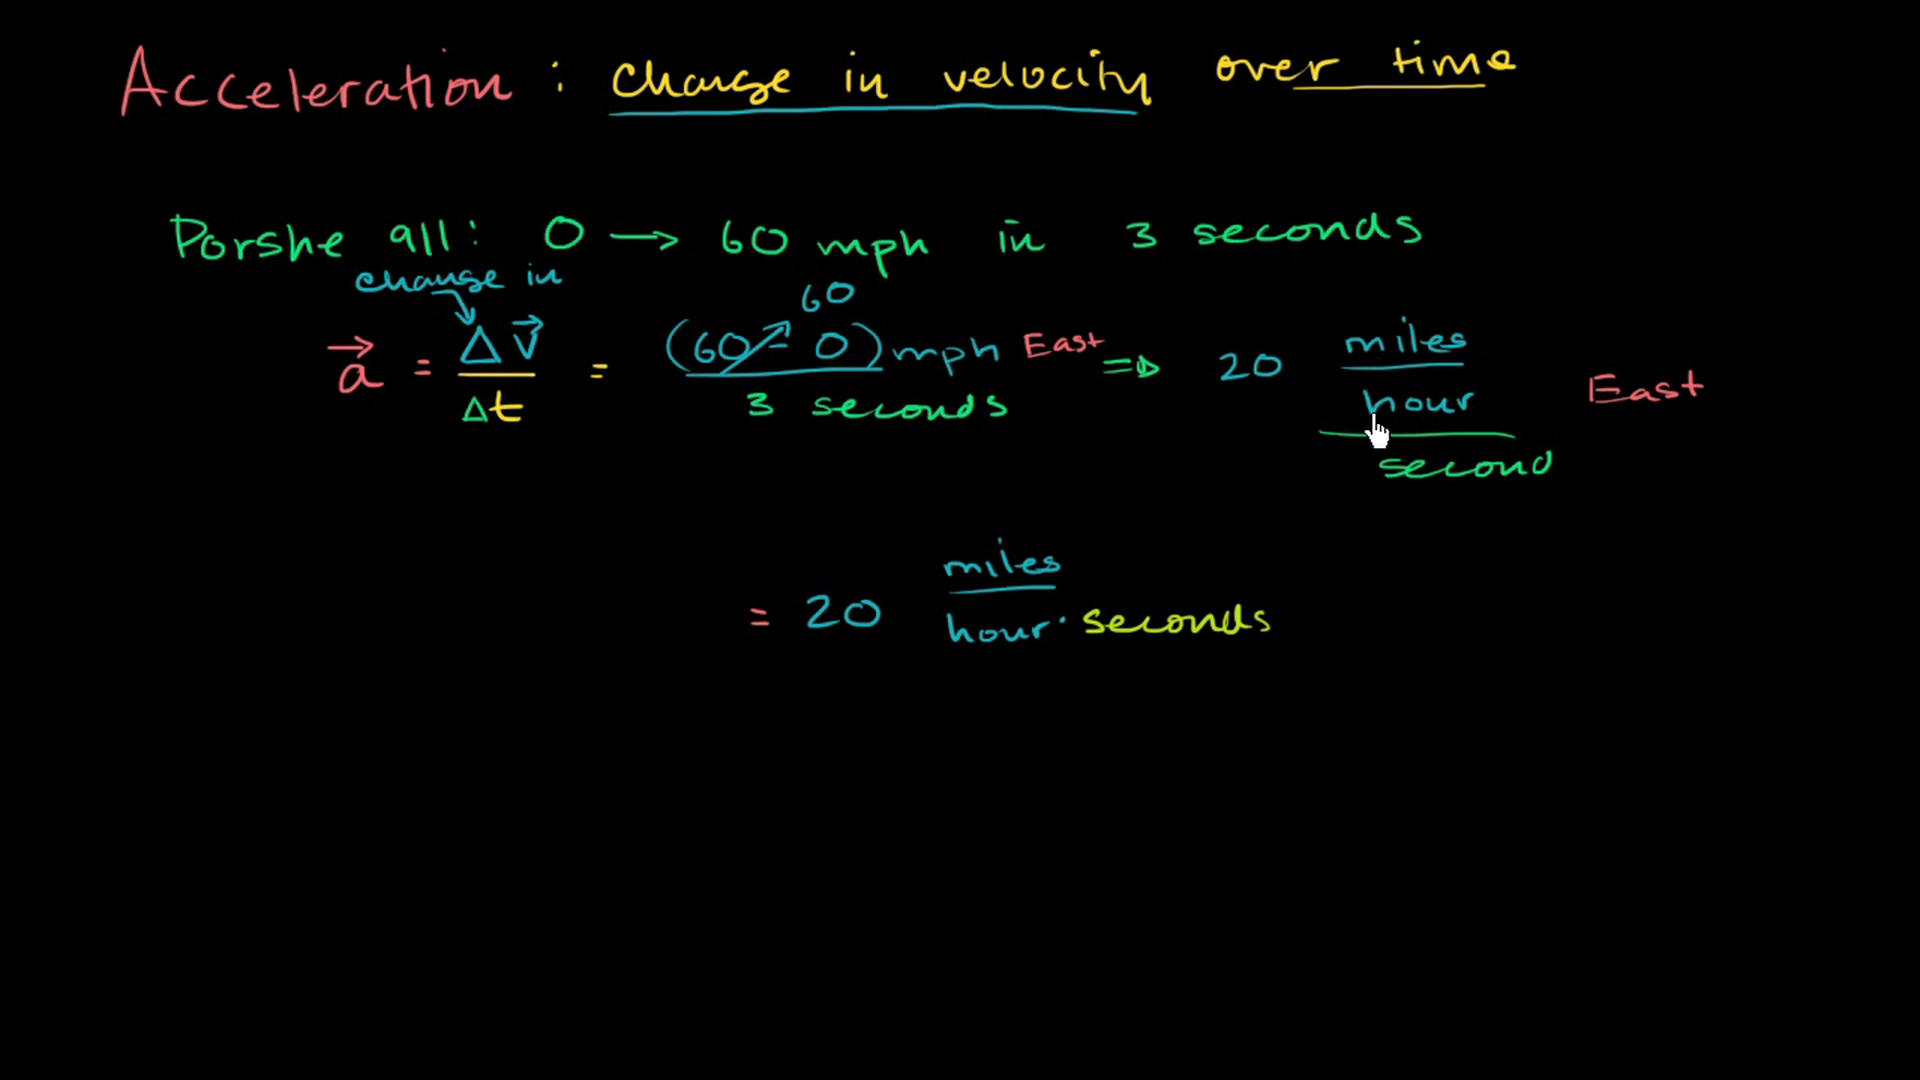 Acceleration : change in velocity over time
Porshe 911: 0 → 60 mph in 3 seconds
change in
60
a⃗ = Δv⃗ / Δt = (60 - 0) mph East / 3 seconds ⇒ 20 miles / hour / second East
= 20 miles / hour · seconds